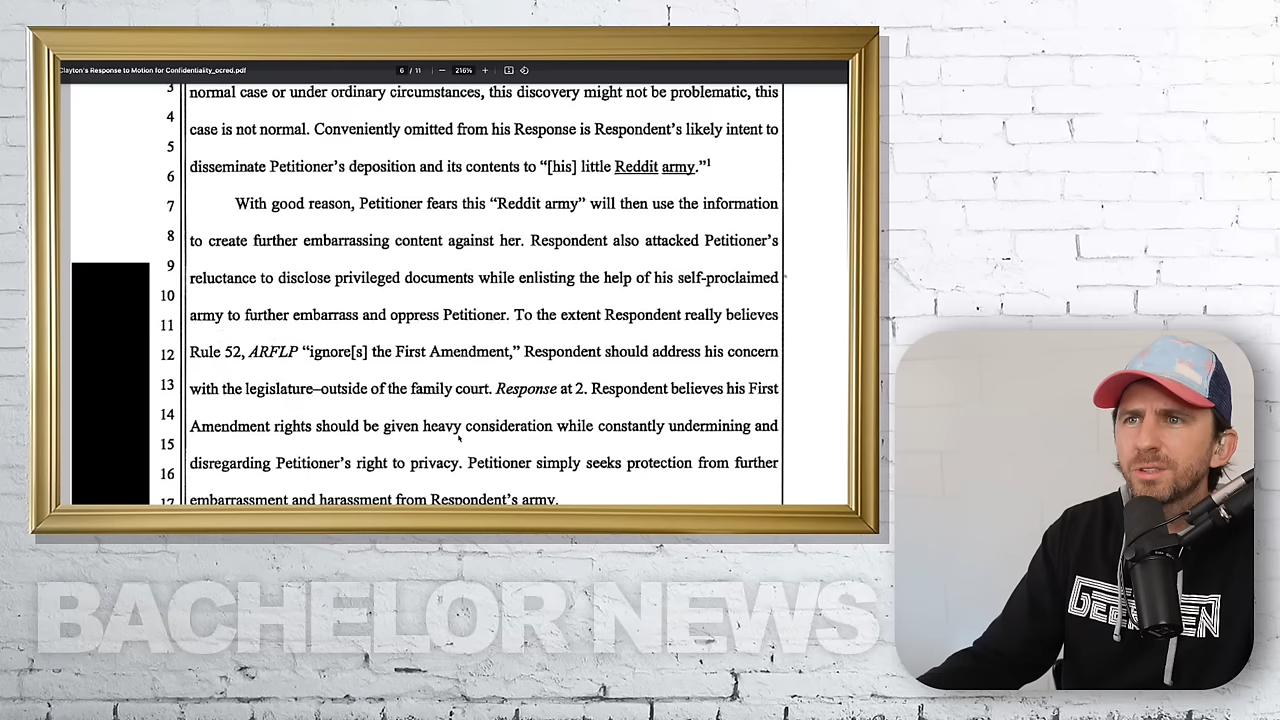 Clayton's Response to Motion for Confidentiality_ocred.pdf
6 / 11
216%
3
normal case or under ordinary circumstances, this discovery might not be problematic, this
4
case is not normal. Conveniently omitted from his Response is Respondent's likely intent to
5
disseminate Petitioner's deposition and its contents to “[his] little Reddit army.”1
6
With good reason, Petitioner fears this “Reddit army” will then use the information
7
to create further embarrassing content against her. Respondent also attacked Petitioner's
8
9
reluctance to disclose privileged documents while enlisting the help of his self-proclaimed
10
army to further embarrass and oppress Petitioner. To the extent Respondent really believes
11
Rule 52, ARFLP “ignore[s] the First Amendment,” Respondent should address his concern
12
with the legislature–outside of the family court. Response at 2. Respondent believes his First
13
Amendment rights should be given heavy consideration while constantly undermining and
14
15
disregarding Petitioner's right to privacy. Petitioner simply seeks protection from further
16
embarrassment and harassment from Respondent's army.
17
BACHELOR NEWS